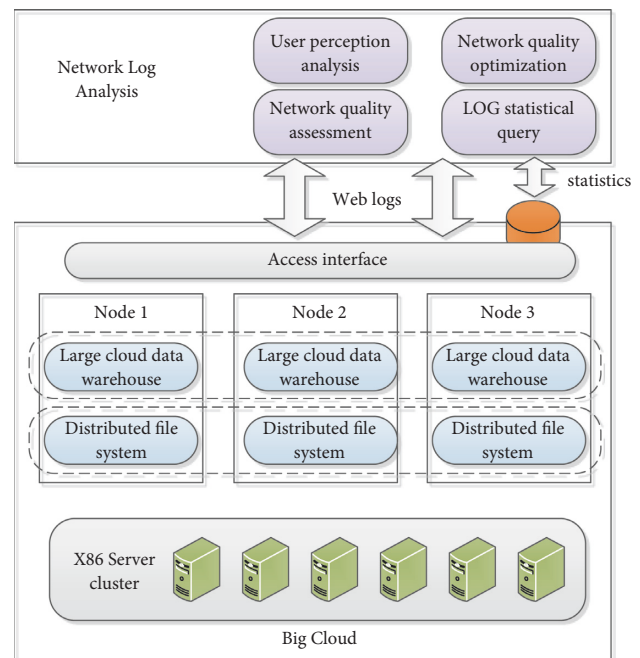 Network Log
Analysis
User perception
analysis
Network quality
optimization
Network quality
assessment
LOG statistical
query
Web logs
statistics
Access interface
Node 1
Node 2
Node 3
Large cloud data
warehouse
Large cloud data
warehouse
Large cloud data
warehouse
Distributed file
system
Distributed file
system
Distributed file
system
X86 Server
cluster
Big Cloud